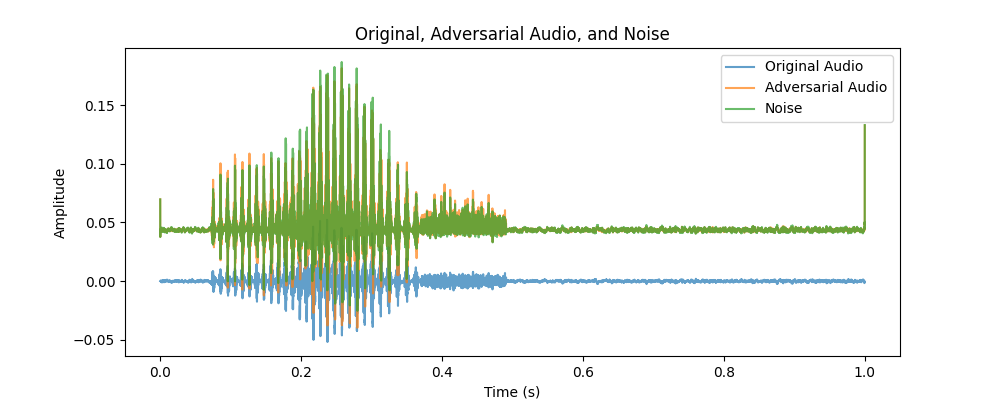 Original, Adversarial Audio, and Noise
Original Audio
Adversarial Audio
Noise
Amplitude
0.15
0.10
0.05
0.00
−0.05
0.0
0.2
0.4
0.6
0.8
1.0
Time (s)